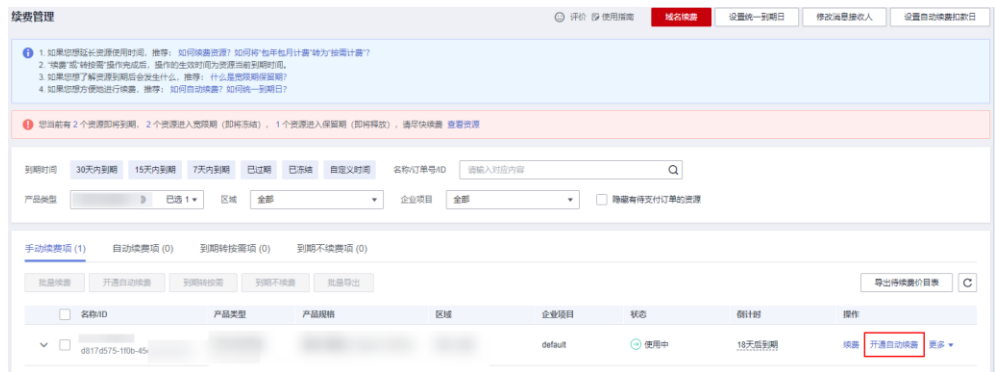 续费管理
评价 使用指南 域名续费 设置统一到期日 修改消息接收人 设置自动续费扣款日
1. 如果您想延长资源使用时间，推荐： 如何续费资源？如何将“包年包月计费”转为“按需计费”？
2. “续费”或“转按需”操作完成后，操作的生效时间为资源当前到期时间。
3. 如果您想了解资源到期后会发生什么，推荐： 什么是宽限期保留期？
4. 如果您想方便地进行续费，推荐： 如何自动续费？如何统一到期日？
您当前有 2 个资源即将到期， 2 个资源进入宽限期（即将冻结）， 1 个资源进入保留期（即将释放），请尽快续费 查看资源
到期时间 30天内到期 15天内到期 7天内到期 已过期 已冻结 自定义时间 名称/订单号/ID 请输入对应内容
产品类型 已选 1 区域 全部 企业项目 全部 隐藏有待支付订单的资源
手动续费项 (1) 自动续费项 (0) 到期转按需项 (0) 到期不续费项 (0)
批量续费 开通自动续费 到期转按需 到期不续费 批量导出 导出待续费价目表
名称/ID 产品类型 产品规格 区域 企业项目 状态 倒计时 操作
d817d575-1f0b-45 default 使用中 18天后到期 续费 开通自动续费 更多